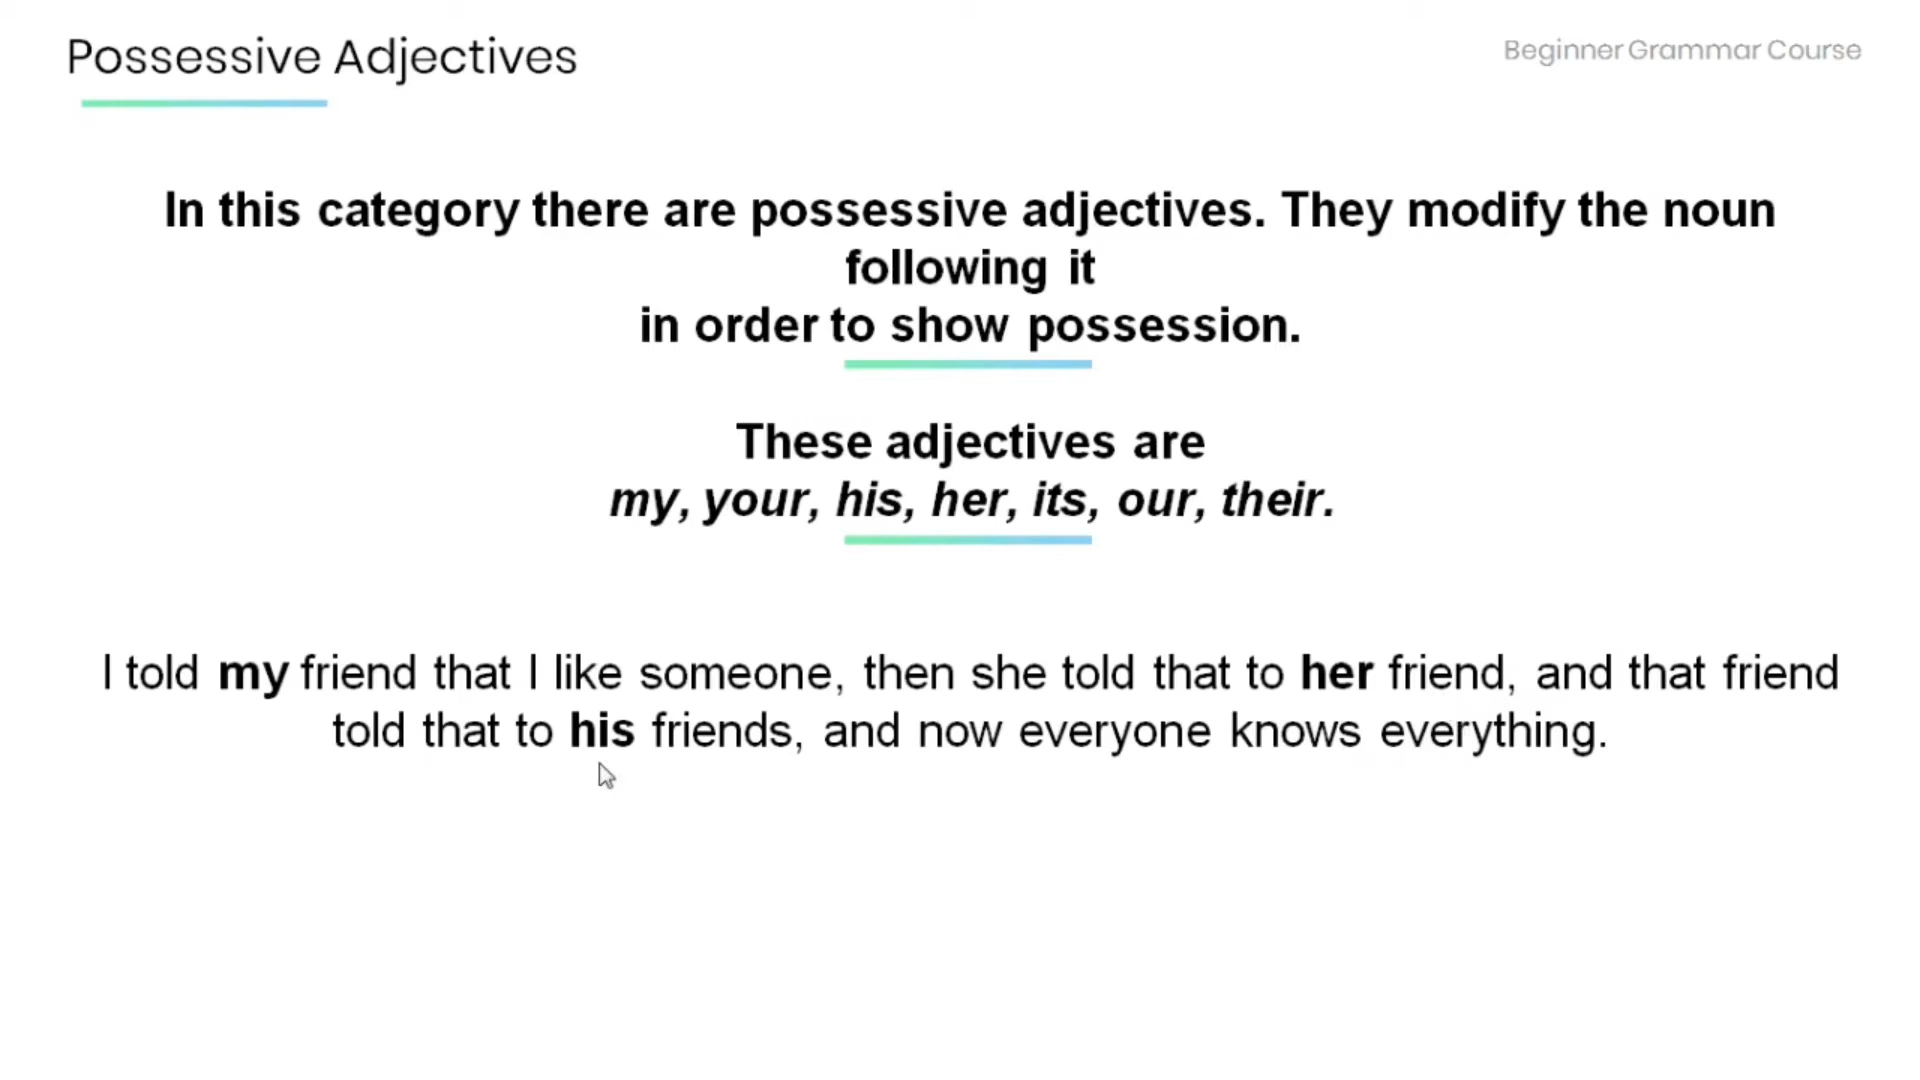 Possessive Adjectives
Beginner Grammar Course
In this category there are possessive adjectives. They modify the noun
following it
in order to show possession.
These adjectives are
my, your, his, her, its, our, their.
I told my friend that I like someone, then she told that to her friend, and that friend
told that to his friends, and now everyone knows everything.